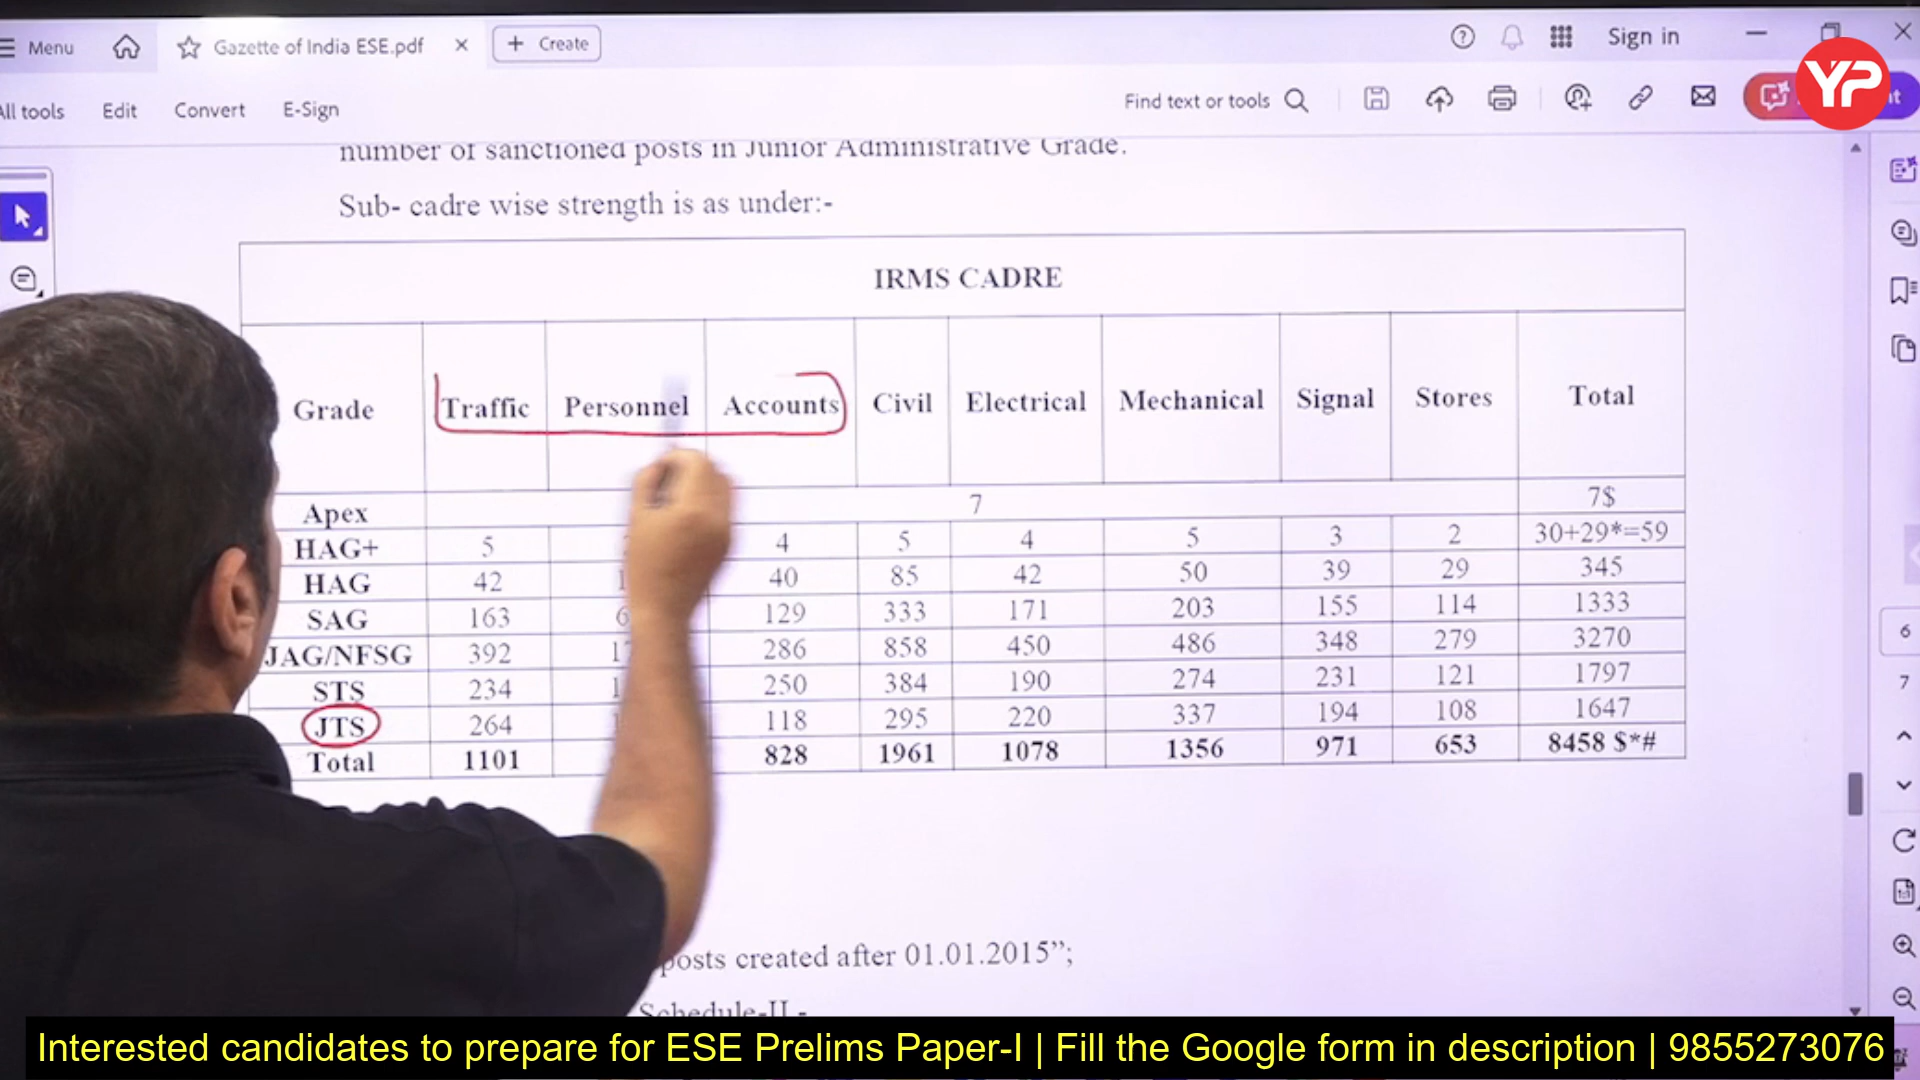 Menu Gazette of India ESE.pdf × + Create Sign in
All tools Edit Convert E-Sign Find text or tools
YP
number of sanctioned posts in Junior Administrative Grade.
Sub- cadre wise strength is as under:-
IRMS CADRE
Grade Traffic Personnel Accounts Civil Electrical Mechanical Signal Stores Total
Apex 7 7$
HAG+ 5 4 5 4 5 3 2 30+29*=59
HAG 42 40 85 42 50 39 29 345
SAG 163 129 333 171 203 155 114 1333
JAG/NFSG 392 286 858 450 486 348 279 3270
STS 234 250 384 190 274 231 121 1797
JTS 264 118 295 220 337 194 108 1647
Total 1101 828 1961 1078 1356 971 653 8458 $*#
6
7
posts created after 01.01.2015”;
Schedule-II -
Interested candidates to prepare for ESE Prelims Paper-I | Fill the Google form in description | 9855273076